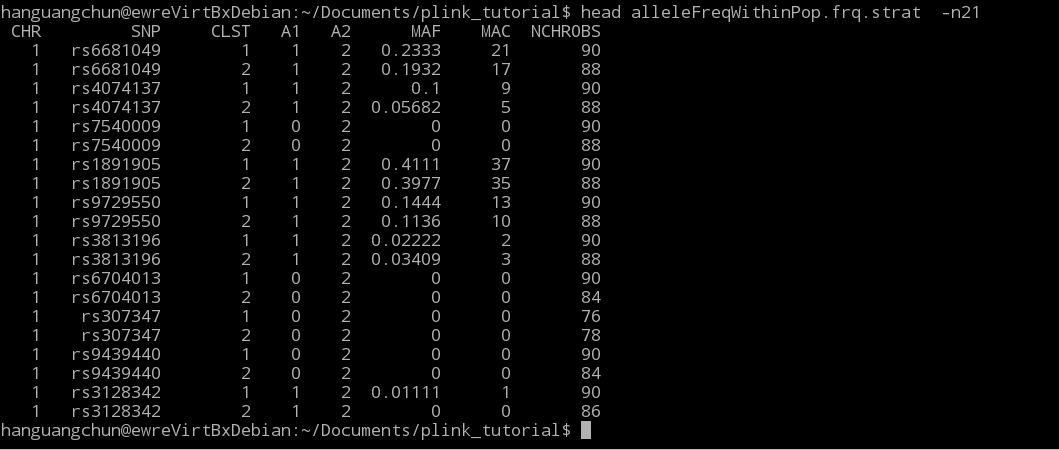 hanguangchun@ewreVirtBxDebian:~/Documents/plink_tutorial$ head alleleFreqWithinPop.frq.strat  -n21
 CHR         SNP     CLST   A1   A2      MAF    MAC  NCHROBS
   1   rs6681049        1    1    2   0.2333     21       90
   1   rs6681049        2    1    2   0.1932     17       88
   1   rs4074137        1    1    2      0.1      9       90
   1   rs4074137        2    1    2  0.05682      5       88
   1   rs7540009        1    0    2        0      0       90
   1   rs7540009        2    0    2        0      0       88
   1   rs1891905        1    1    2   0.4111     37       90
   1   rs1891905        2    1    2   0.3977     35       88
   1   rs9729550        1    1    2   0.1444     13       90
   1   rs9729550        2    1    2   0.1136     10       88
   1   rs3813196        1    1    2  0.02222      2       90
   1   rs3813196        2    1    2  0.03409      3       88
   1   rs6704013        1    0    2        0      0       90
   1   rs6704013        2    0    2        0      0       84
   1    rs307347        1    0    2        0      0       76
   1    rs307347        2    0    2        0      0       78
   1   rs9439440        1    0    2        0      0       90
   1   rs9439440        2    0    2        0      0       84
   1   rs3128342        1    1    2  0.01111      1       90
   1   rs3128342        2    1    2        0      0       86
hanguangchun@ewreVirtBxDebian:~/Documents/plink_tutorial$